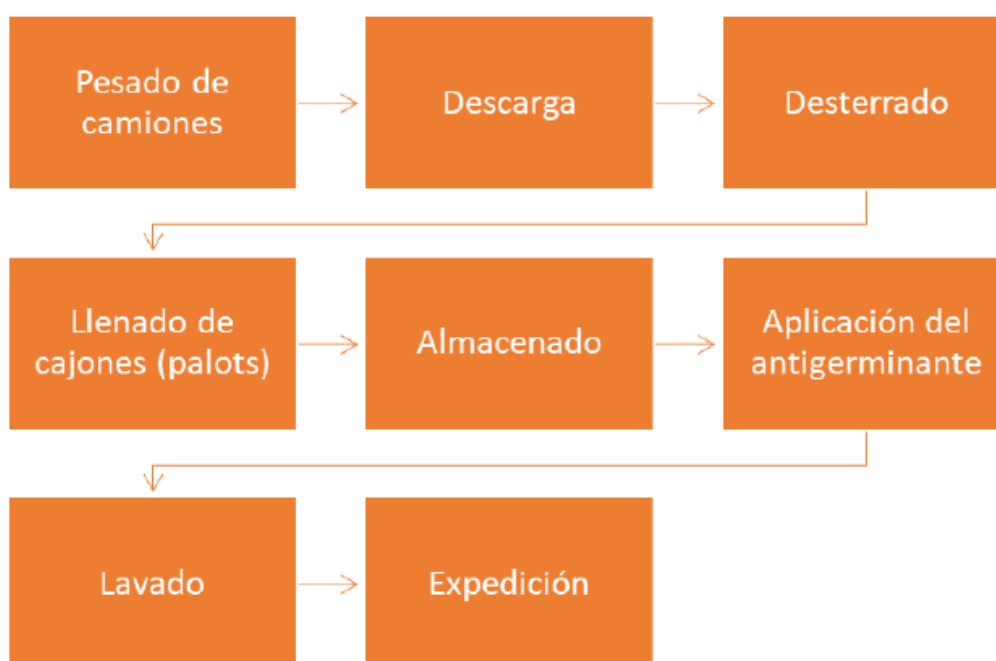 Pesado de
camiones
Descarga
Desterrado
Llenado de
cajones (palots)
Almacenado
Aplicación del
antigerminante
Lavado
Expedición